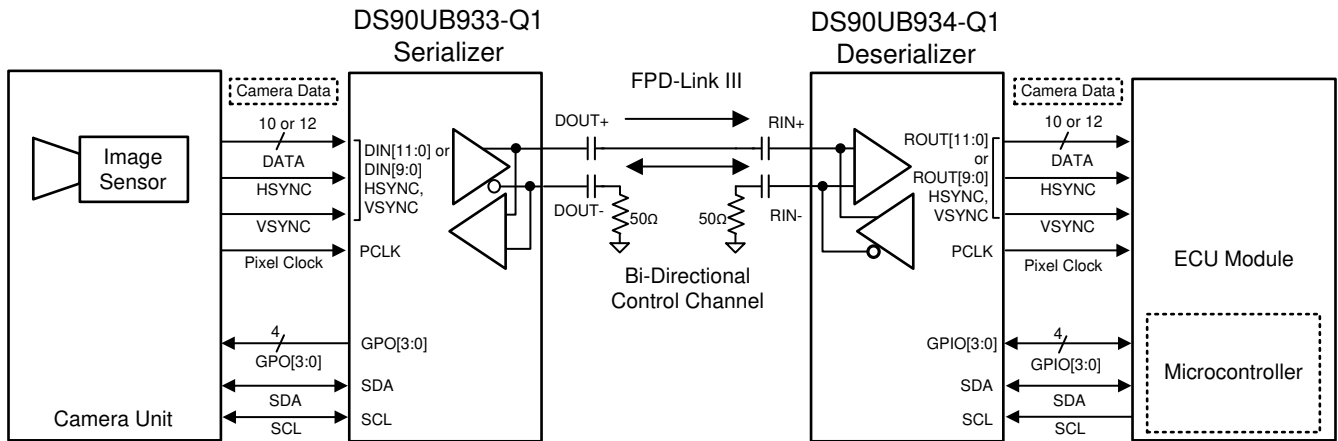 DS90UB933-Q1
Serializer
DS90UB934-Q1
Deserializer
Camera Data
FPD-Link III
Camera Data
Image
Sensor
10 or 12
DATA
HSYNC
VSYNC
Pixel Clock
DIN[11:0] or
DIN[9:0]
HSYNC,
VSYNC
PCLK
DOUT+
DOUT-
50Ω
50Ω
RIN+
RIN-
Bi-Directional
Control Channel
ROUT[11:0]
or
ROUT[9:0]
HSYNC,
VSYNC
PCLK
10 or 12
DATA
HSYNC
VSYNC
Pixel Clock
ECU Module
4
GPO[3:0]
SDA
SCL
GPO[3:0]
SDA
SCL
Camera Unit
GPIO[3:0]
SDA
SCL
4
GPIO[3:0]
SDA
SCL
Microcontroller